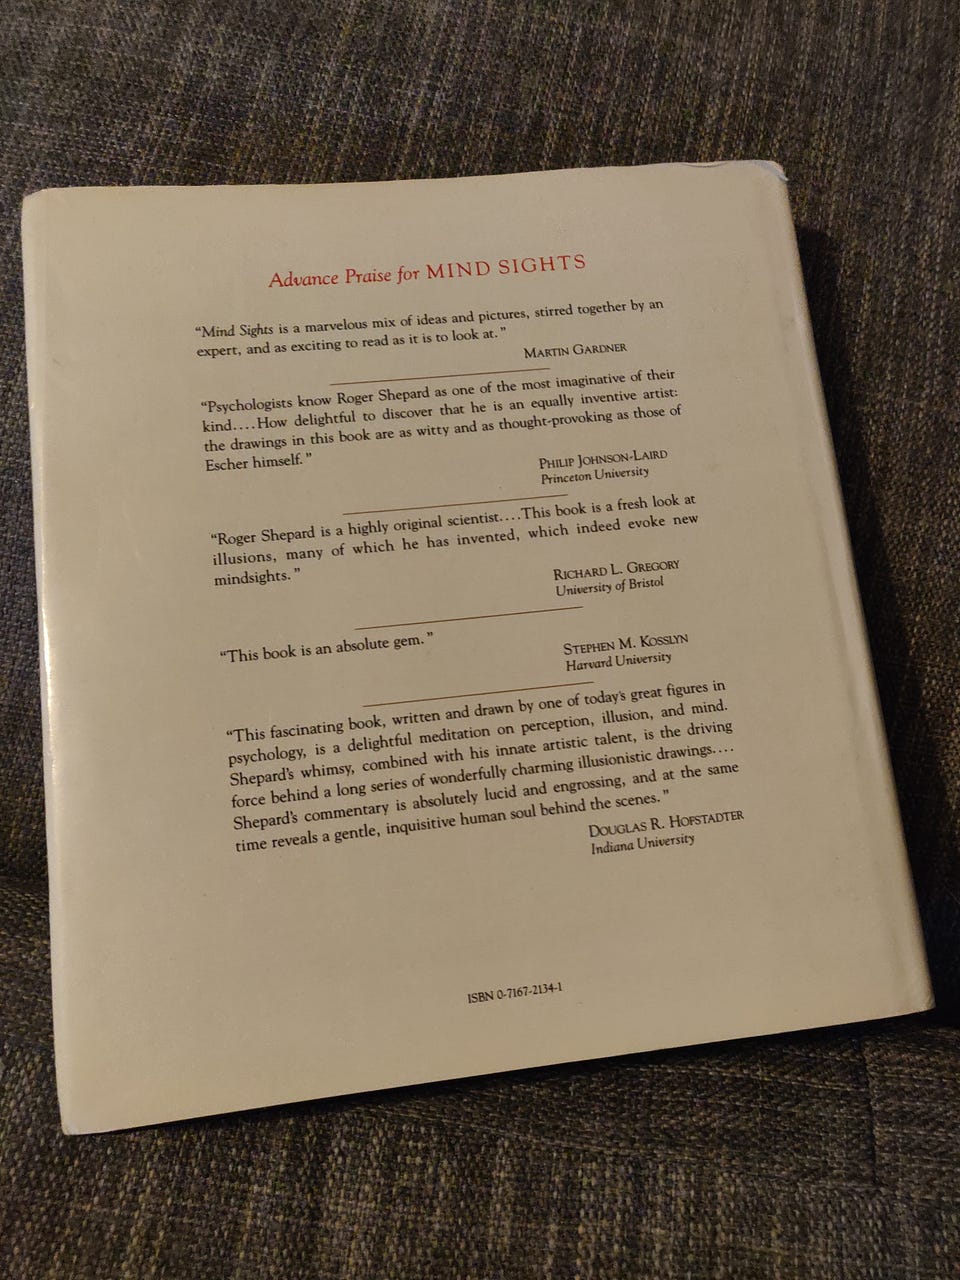 Advance Praise for MIND SIGHTS
“Mind Sights is a marvelous mix of ideas and pictures, stirred together by an
expert, and as exciting to read as it is to look at.”
MARTIN GARDNER
“Psychologists know Roger Shepard as one of the most imaginative of their
kind....How delightful to discover that he is an equally inventive artist:
the drawings in this book are as witty and as thought-provoking as those of
Escher himself.”
PHILIP JOHNSON-LAIRD
Princeton University
“Roger Shepard is a highly original scientist....This book is a fresh look at
illusions, many of which he has invented, which indeed evoke new
mindsights.”
RICHARD L. GREGORY
University of Bristol
“This book is an absolute gem.”
STEPHEN M. KOSSLYN
Harvard University
“This fascinating book, written and drawn by one of today's great figures in
psychology, is a delightful meditation on perception, illusion, and mind.
Shepard's whimsy, combined with his innate artistic talent, is the driving
force behind a long series of wonderfully charming illusionistic drawings....
Shepard's commentary is absolutely lucid and engrossing, and at the same
time reveals a gentle, inquisitive human soul behind the scenes.”
DOUGLAS R. HOFSTADTER
Indiana University
ISBN 0-7167-2134-1